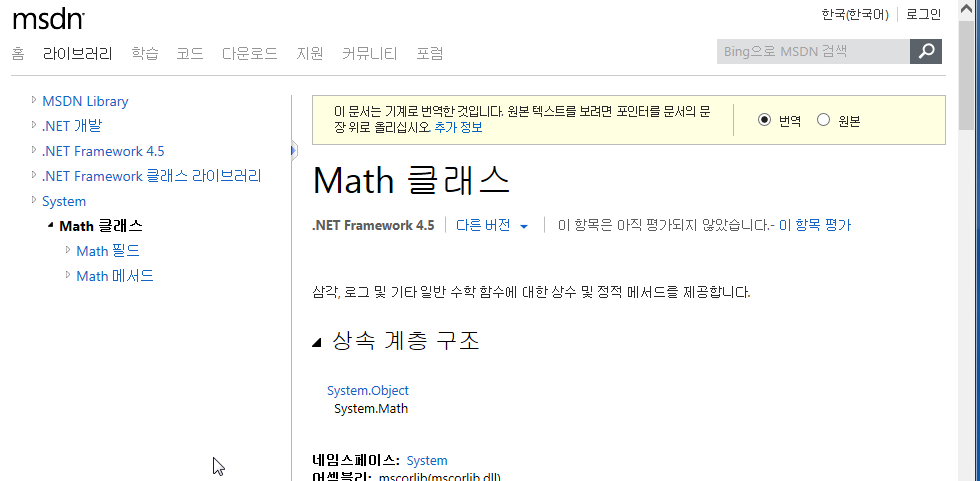 msdn
한국(한국어) 로그인
홈 라이브러리 학습 코드 다운로드 지원 커뮤니티 포럼
Bing으로 MSDN 검색
MSDN Library
.NET 개발
.NET Framework 4.5
.NET Framework 클래스 라이브러리
System
Math 클래스
Math 필드
Math 메서드
이 문서는 기계로 번역한 것입니다. 원본 텍스트를 보려면 포인터를 문서의 문
장 위로 올리십시오. 추가 정보
번역 원본
Math 클래스
.NET Framework 4.5 다른 버전 이 항목은 아직 평가되지 않았습니다.- 이 항목 평가
삼각, 로그 및 기타 일반 수학 함수에 대한 상수 및 정적 메서드를 제공합니다.
상속 계층 구조
System.Object
System.Math
네임스페이스: System
어셈블리: mscorlib(mscorlib.dll)